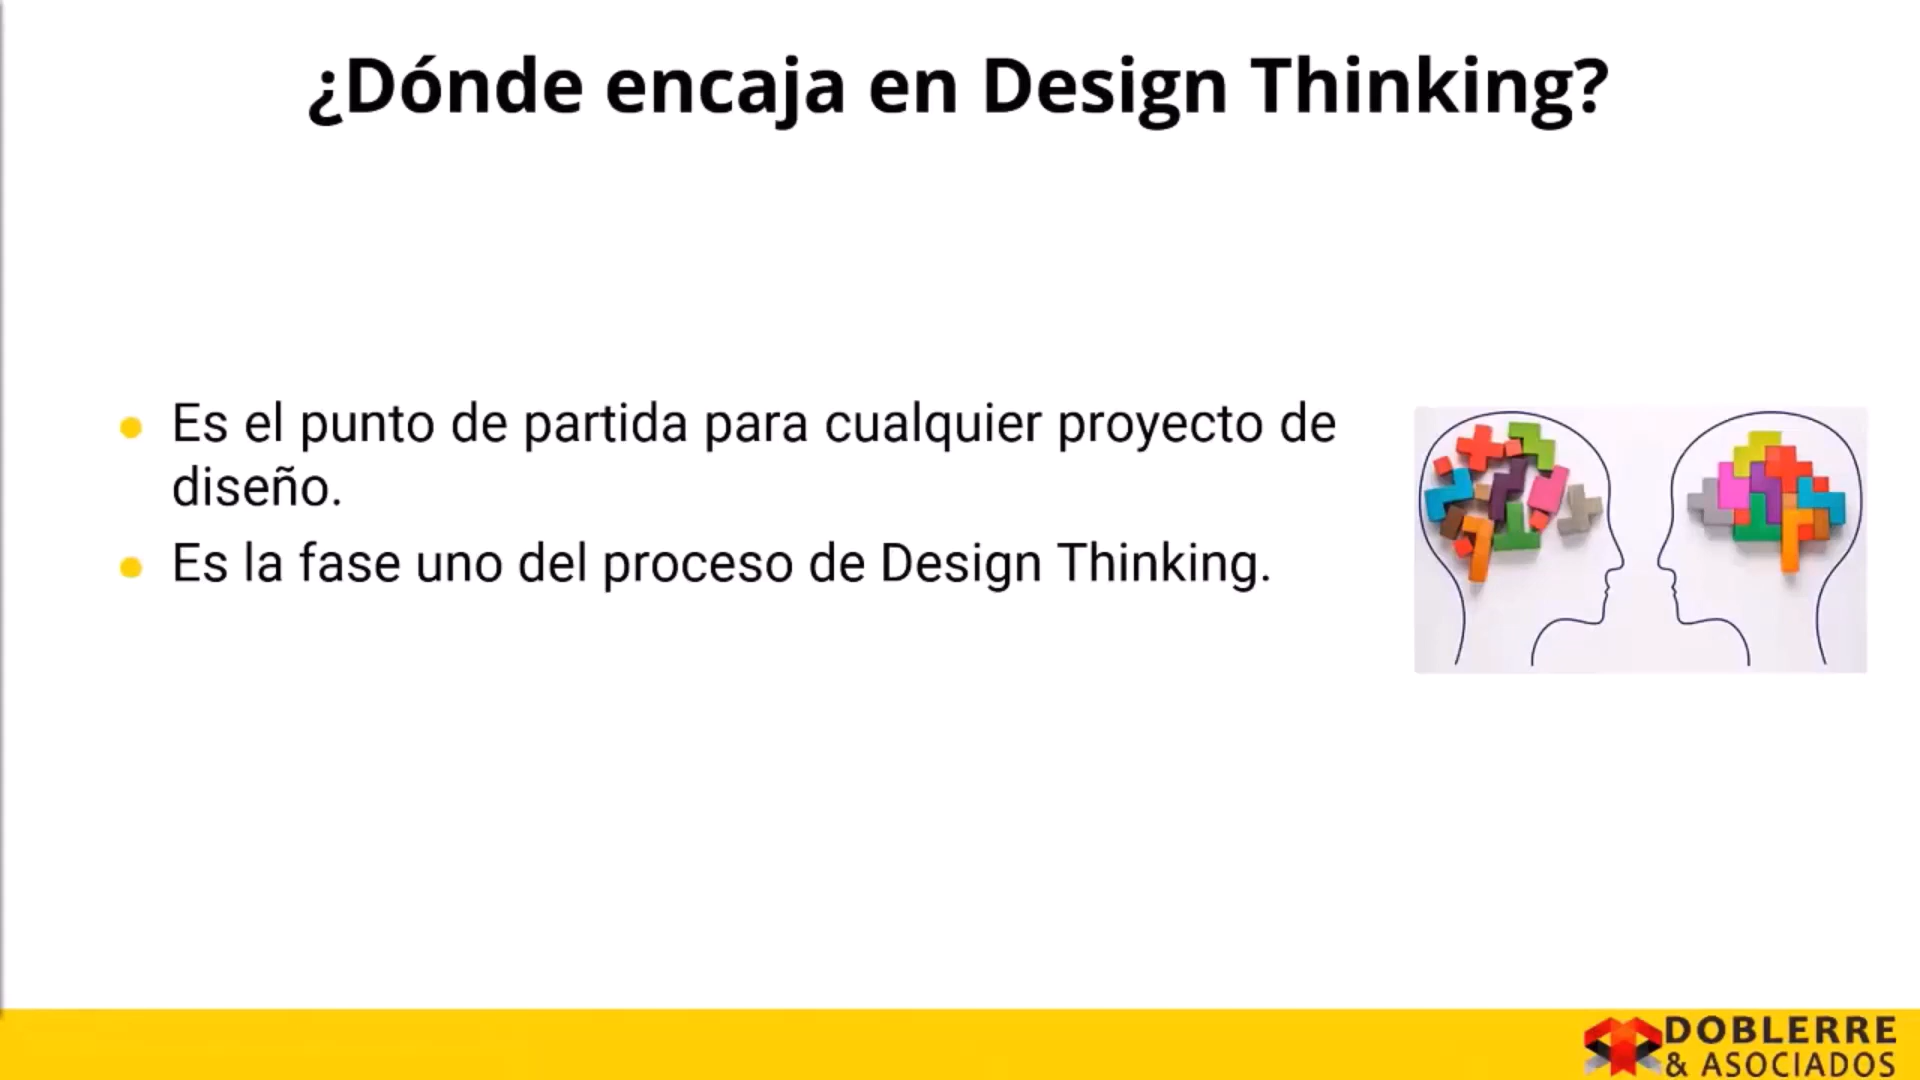 ¿Dónde encaja en Design Thinking?
Es el punto de partida para cualquier proyecto de
diseño.
Es la fase uno del proceso de Design Thinking.
DOBLERRE
& ASOCIADOS